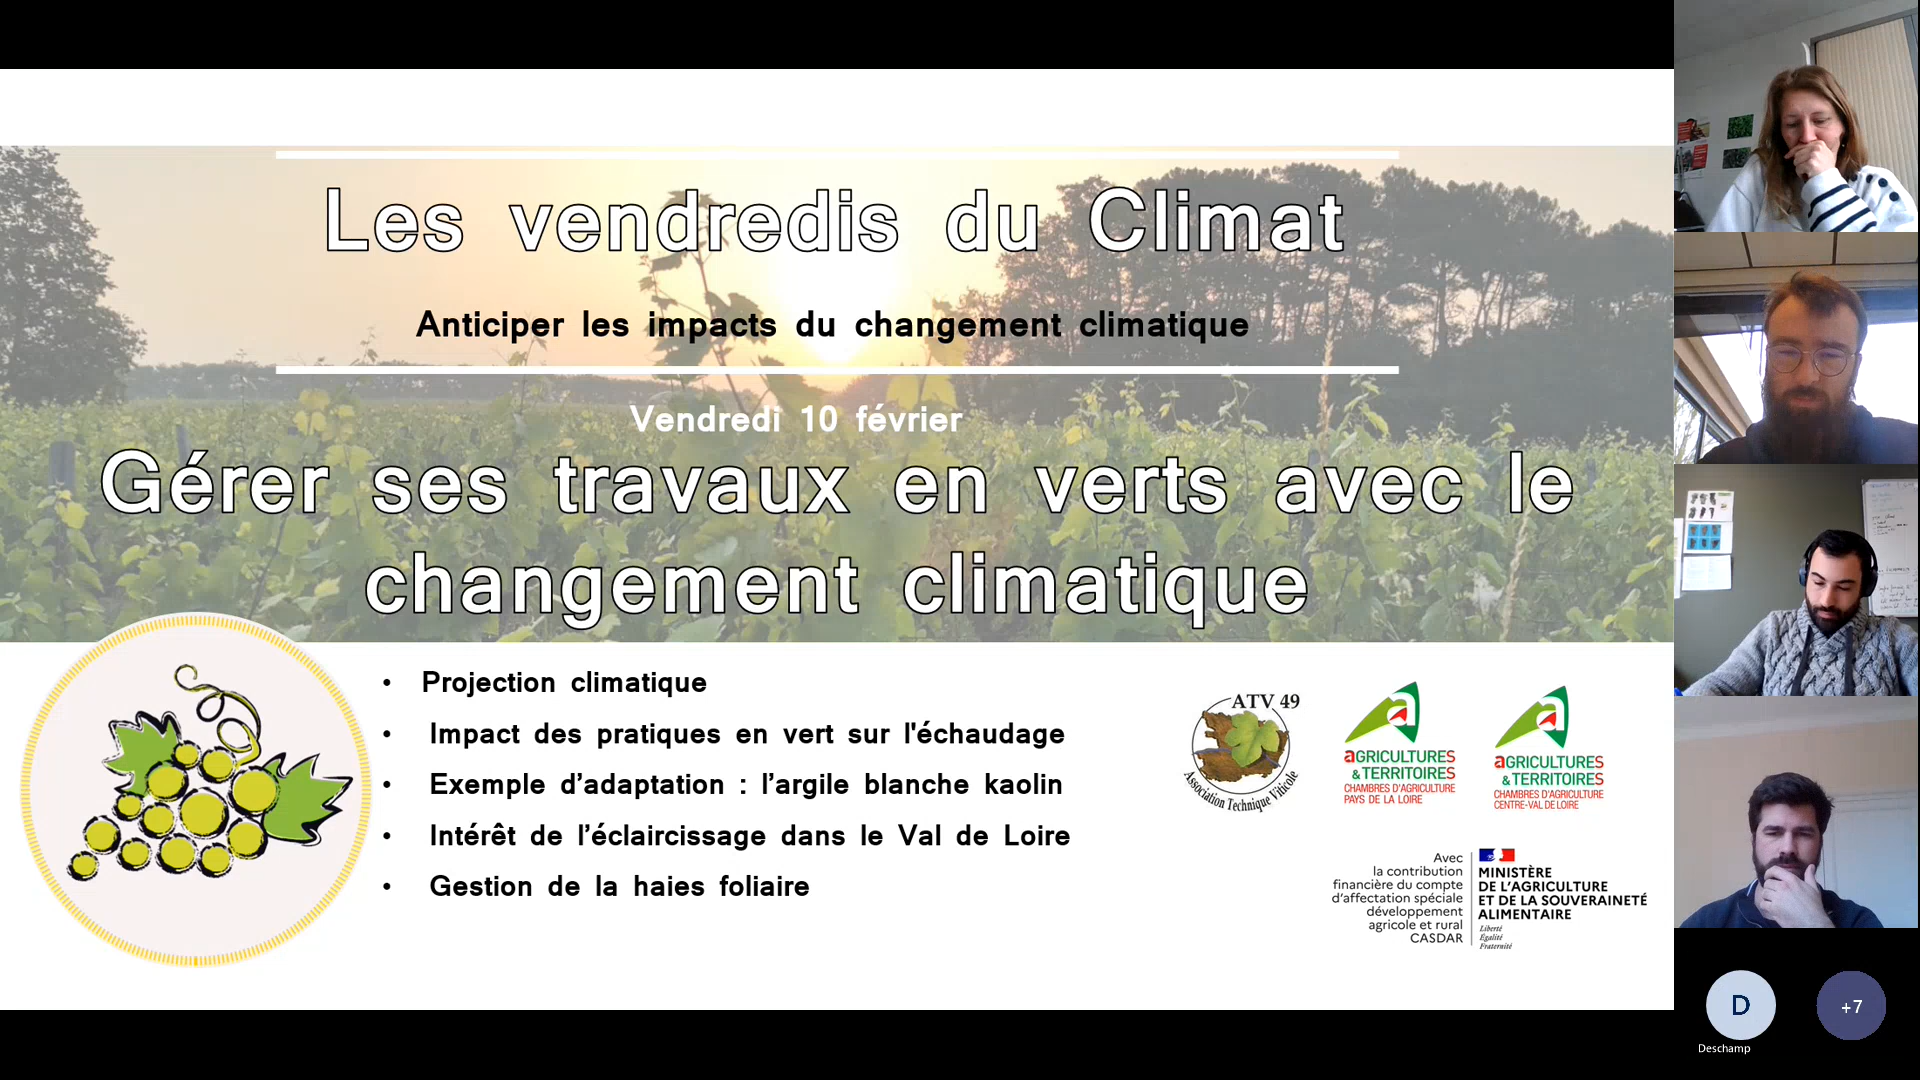 Les vendredis du Climat
Anticiper les impacts du changement climatique
Vendredi 10 février
Gérer ses travaux en verts avec le
changement climatique
• Projection climatique
• Impact des pratiques en vert sur l'échaudage
• Exemple d’adaptation : l’argile blanche kaolin
• Intérêt de l’éclaircissage dans le Val de Loire
• Gestion de la haies foliaire
ATV 49
Association Technique Viticole
AGRICULTURES
& TERRITOIRES
CHAMBRES D'AGRICULTURE
PAYS DE LA LOIRE
AGRICULTURES
& TERRITOIRES
CHAMBRES D'AGRICULTURE
CENTRE-VAL DE LOIRE
Avec
la contribution
financière du compte
d’affectation spéciale
développement
agricole et rural
CASDAR
MINISTÈRE
DE L’AGRICULTURE
ET DE LA SOUVERAINETÉ
ALIMENTAIRE
Liberté
Égalité
Fraternité
D
Deschamp
+7